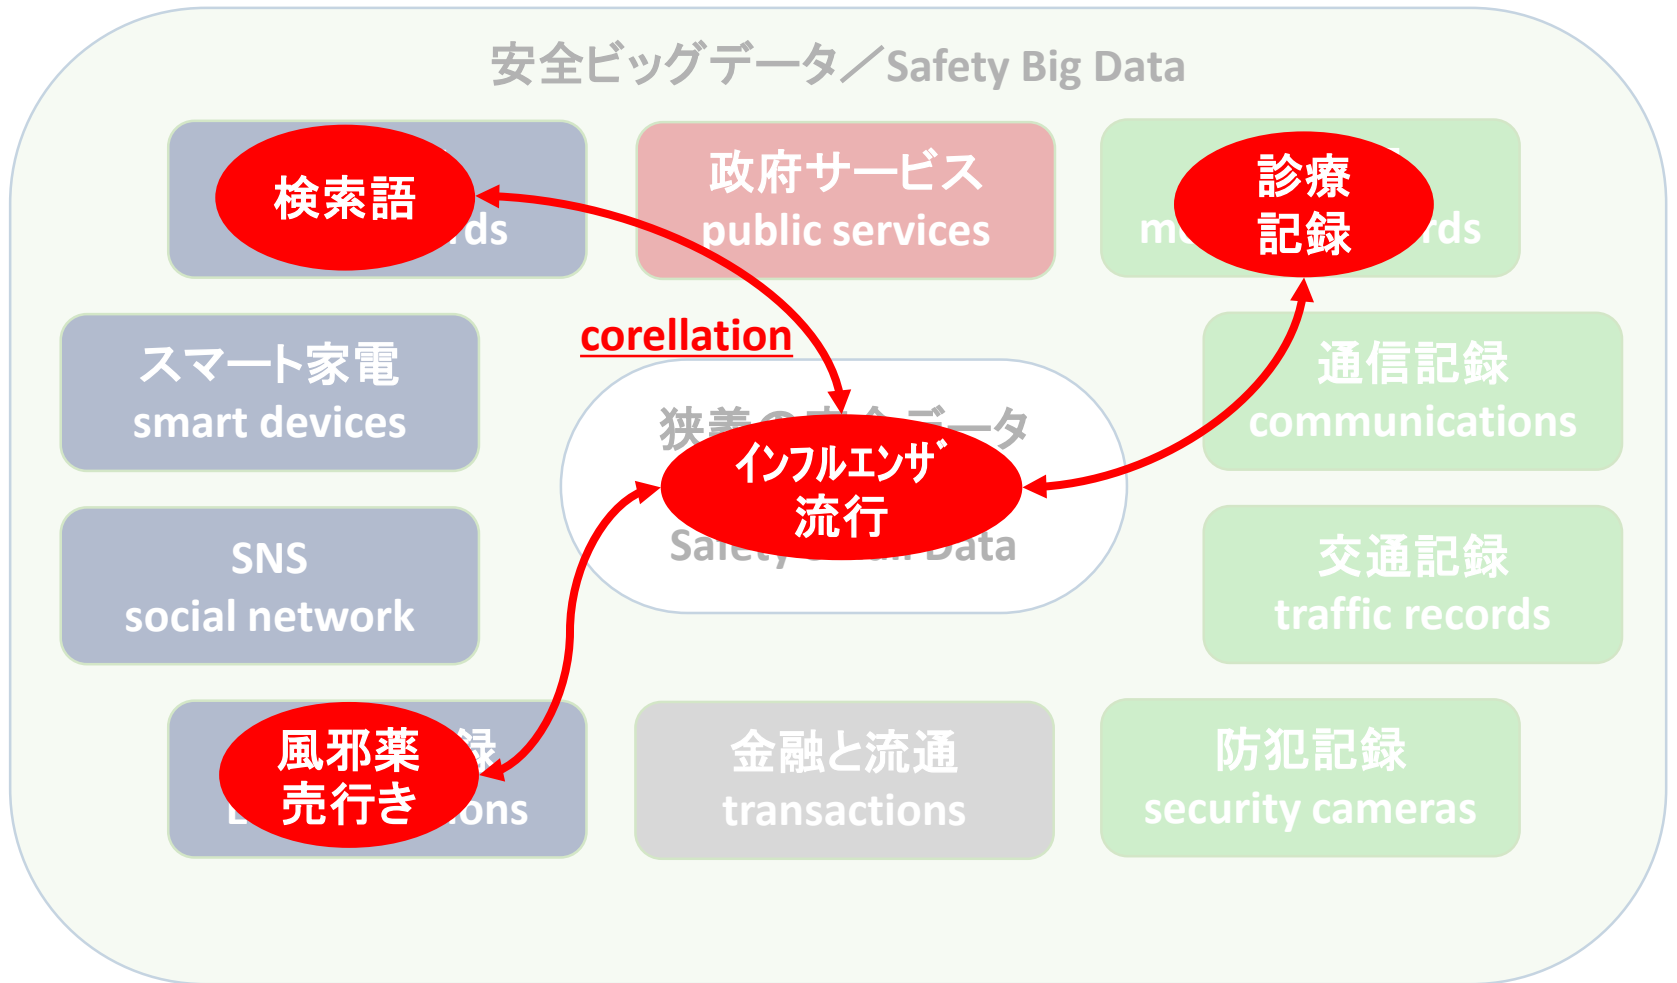 安全ビッグデータ／Safety Big Data
検索語
政府サービス
public services
診療
記録
corellation
スマート家電
smart devices
通信記録
communications
インフルエンザ
流行
Data
SNS
social network
交通記録
traffic records
風邪薬
売行き
金融と流通
transactions
防犯記録
security cameras